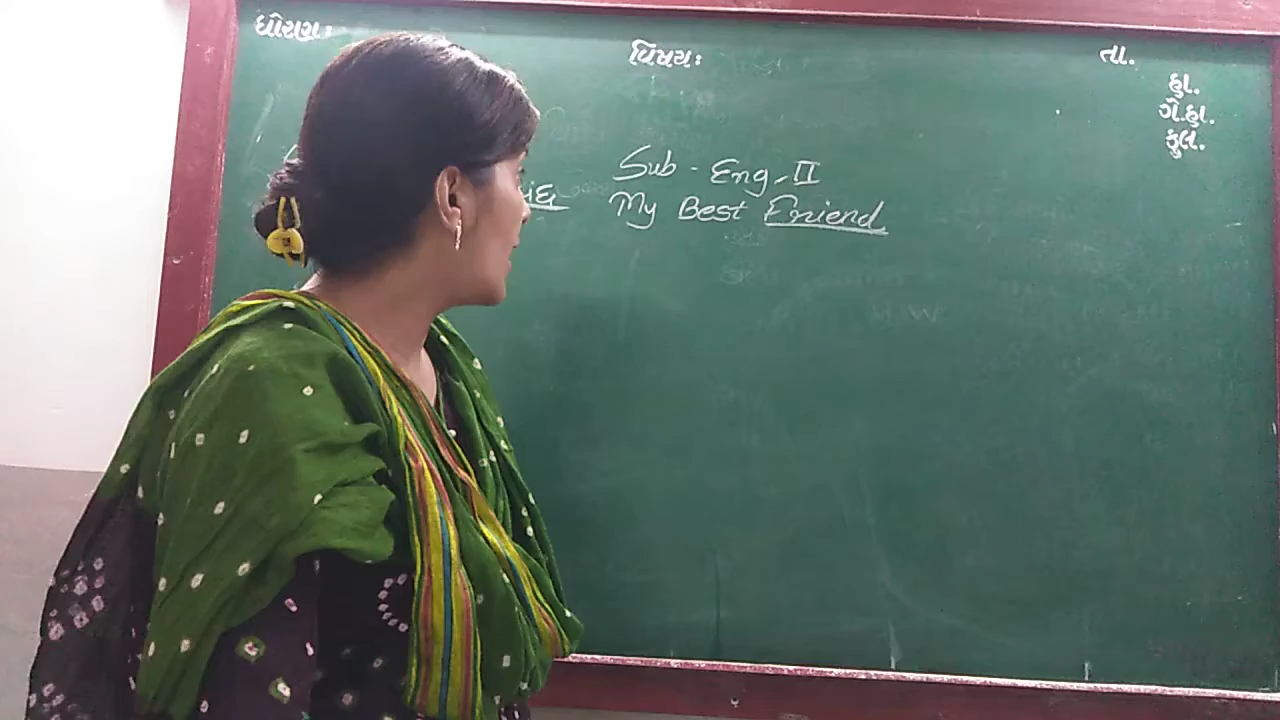 ધોરણઃ
વિષયઃ
તા.
હા.
ગે.હા.
કુલ.
Sub - Eng - II
My Best Friend